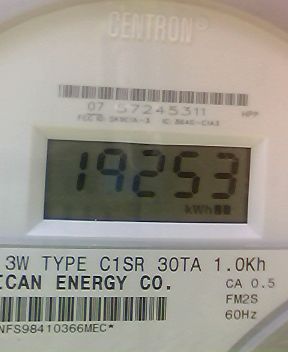 CENTRON®
07 57245311 HPP
19253
kWh
3W TYPE C1SR 30TA 1.0Kh
ICAN ENERGY CO. CA 0.5
FM2S
NFS98410366MEC* 60Hz